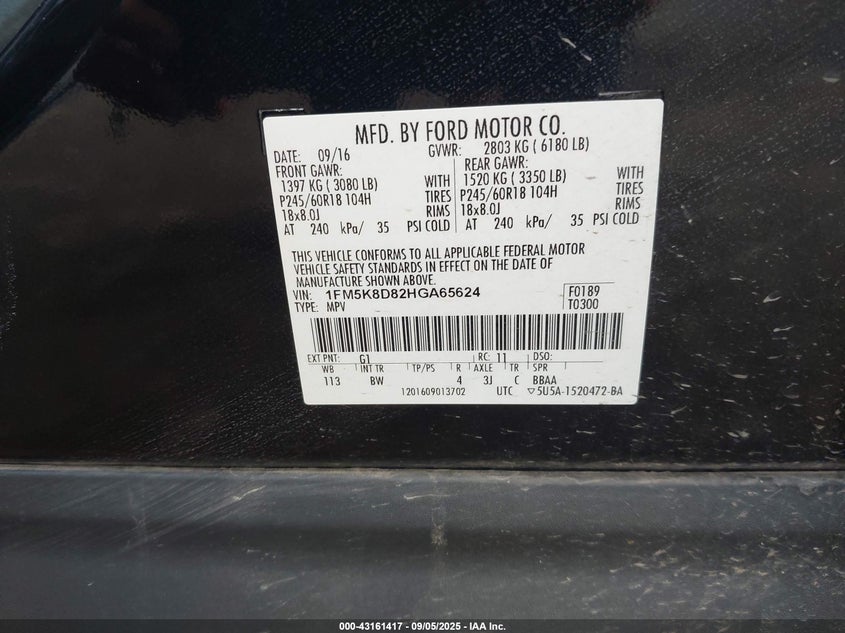 MFD. BY FORD MOTOR CO.
DATE: 09/16 GVWR: 2803 KG ( 6180 LB)
FRONT GAWR: REAR GAWR:
1397 KG ( 3080 LB) WITH 1520 KG ( 3350 LB) WITH
P245/60R18 104H TIRES P245/60R18 104H TIRES
18x8.0J RIMS 18x8.0J RIMS
AT 240 kPa/ 35 PSI COLD AT 240 kPa/ 35 PSI COLD
THIS VEHICLE CONFORMS TO ALL APPLICABLE FEDERAL MOTOR
VEHICLE SAFETY STANDARDS IN EFFECT ON THE DATE OF
MANUFACTURE SHOWN ABOVE.
VIN: 1FM5K8D82HGA65624 F0189
TYPE: MPV T0300
EXT PNT: G1 RC: 11 DSO:
WB INT TR TP/PS R AXLE TR SPR
113 BW 4 3J C BBAA
1201609013702 UTC ▽5U5A-1520472-BA
000-43161417 - 09/05/2025 - IAA Inc.